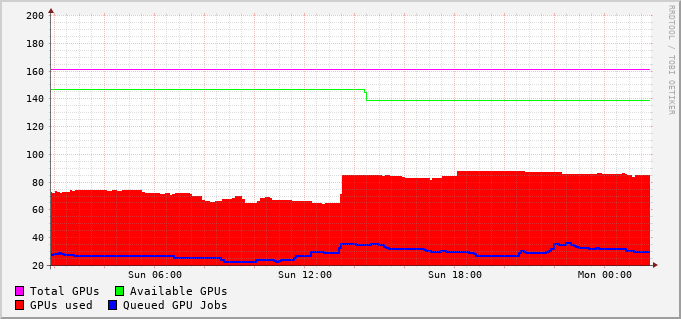 200
180
160
140
120
100
80
60
40
20
Sun 06:00 Sun 12:00 Sun 18:00 Mon 00:00
Total GPUs Available GPUs
GPUs used Queued GPU Jobs
RRDTOOL / TOBI OETIKER